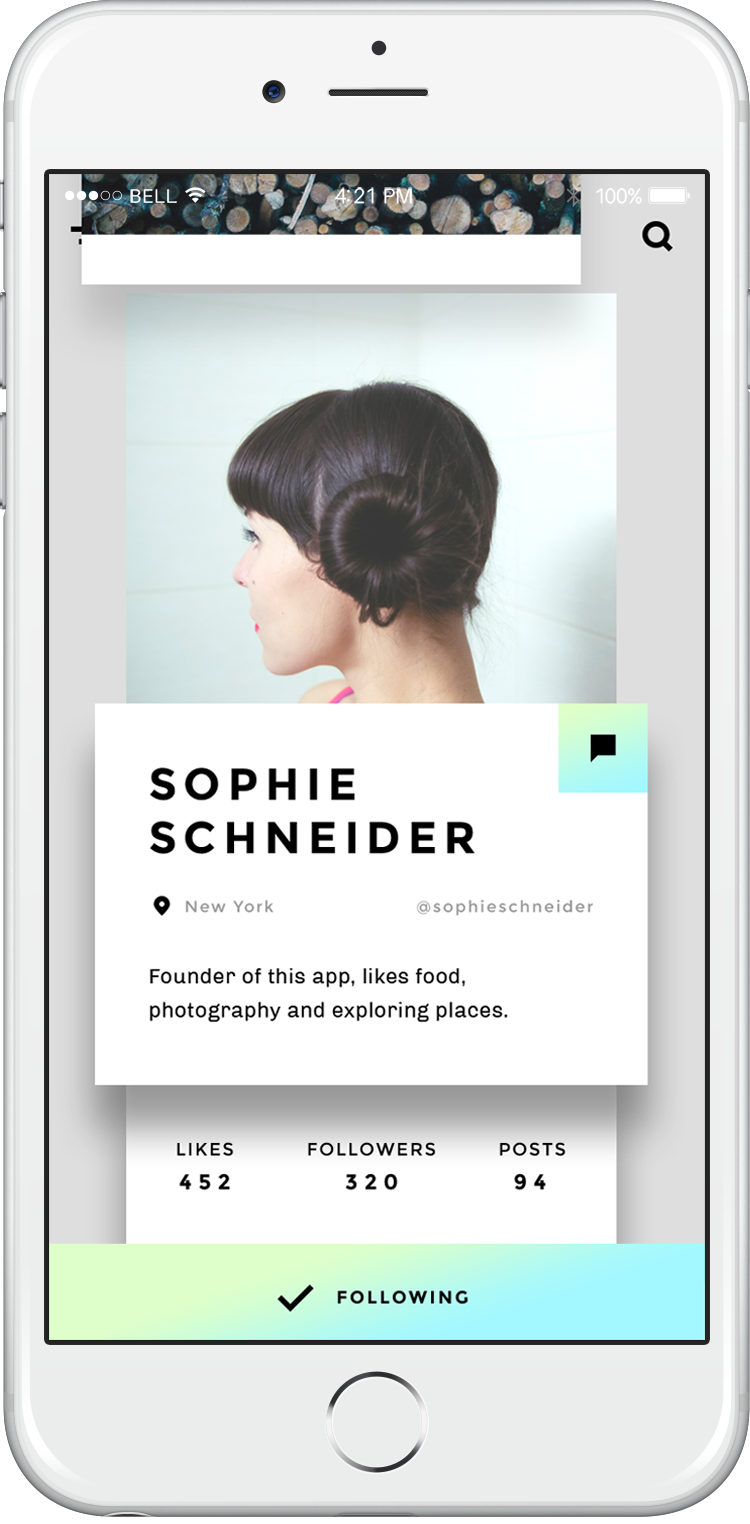 BELL 4:21 PM 100%
SOPHIE
SCHNEIDER
New York @sophieschneider
Founder of this app, likes food,
photography and exploring places.
LIKES FOLLOWERS POSTS
452 320 94
FOLLOWING